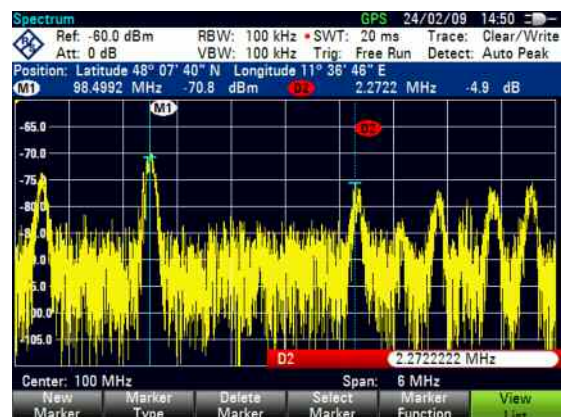 Spectrum GPS 24/02/09 14:50
Ref: -60.0 dBm RBW: 100 kHz SWT: 20 ms Trace: Clear/Write
Att: 0 dB VBW: 100 kHz Trig: Free Run Detect: Auto Peak
Position: Latitude 48° 07' 40" N Longitude 11° 36' 46" E
M1 98.4992 MHz -70.8 dBm D2 2.2722 MHz -4.9 dB
M1
-65.0
D2
-70.0
-75.0
-105.0
D2 2.2722222 MHz
Center: 100 MHz Span: 6 MHz
New Marker Delete Select Marker View
Marker Type Marker Marker Function List